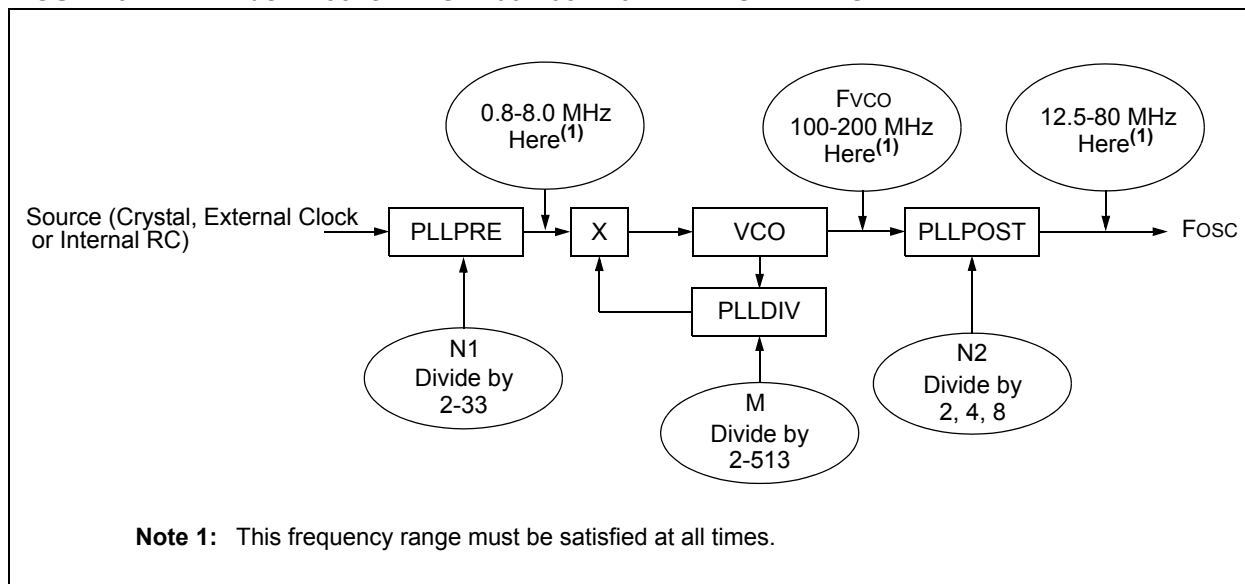 0.8-8.0 MHz
Here(1)
FVCO
100-200 MHz
Here(1)
12.5-80 MHz
Here(1)
Source (Crystal, External Clock
or Internal RC)
PLLPRE
X
VCO
PLLPOST
FOSC
PLLDIV
N1
Divide by
2-33
M
Divide by
2-513
N2
Divide by
2, 4, 8
Note 1: This frequency range must be satisfied at all times.